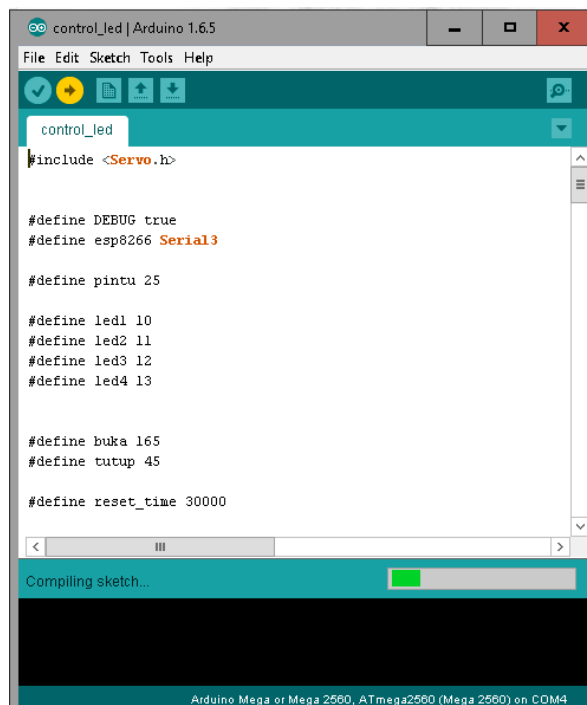 control_led | Arduino 1.6.5
File Edit Sketch Tools Help
control_led
#include <Servo.h>
#define DEBUG true
#define esp8266 Serial3
#define pintu 25
#define led1 10
#define led2 11
#define led3 12
#define led4 13
#define buka 165
#define tutup 45
#define reset_time 30000
Compiling sketch...
Arduino Mega or Mega 2560, ATmega2560 (Mega 2560) on COM4